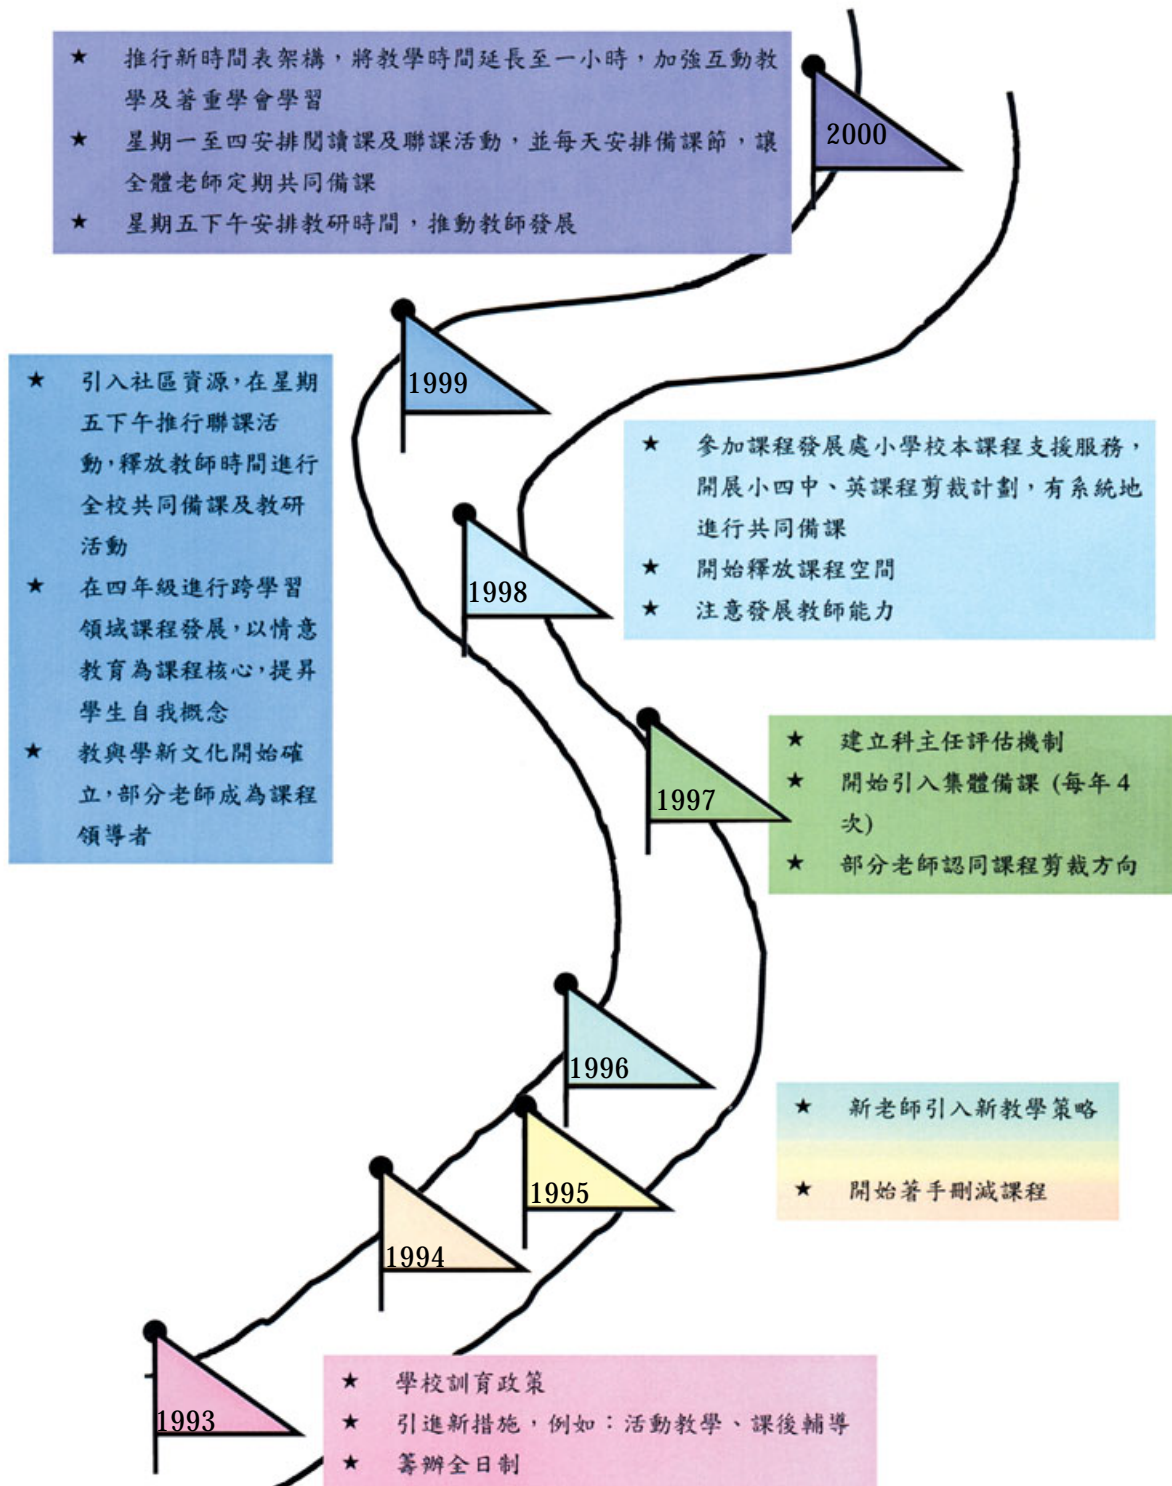 ★ 推行新時間表架構，將教學時間延長至一小時，加強互動教
學及著重學會學習
★ 星期一至四安排閱讀課及聯課活動，並每天安排備課節，讓
全體老師定期共同備課
★ 星期五下午安排教研時間，推動教師發展
2000
1999
★ 引入社區資源，在星期
五下午推行聯課活
動，釋放教師時間進行
全校共同備課及教研
活動
★ 在四年級進行跨學習
領域課程發展，以情意
教育為課程核心，提昇
學生自我概念
★ 教與學新文化開始確
立，部分老師成為課程
領導者
★ 參加課程發展處小學校本課程支援服務，
開展小四中、英課程剪裁計劃，有系統地
進行共同備課
★ 開始釋放課程空間
★ 注意發展教師能力
1998
1997
★ 建立科主任評估機制
★ 開始引入集體備課 (每年 4
次)
★ 部分老師認同課程剪裁方向
1996
★ 新老師引入新教學策略
1995
★ 開始著手刪減課程
1994
1993
★ 學校訓育政策
★ 引進新措施，例如：活動教學、課後輔導
★ 籌辦全日制